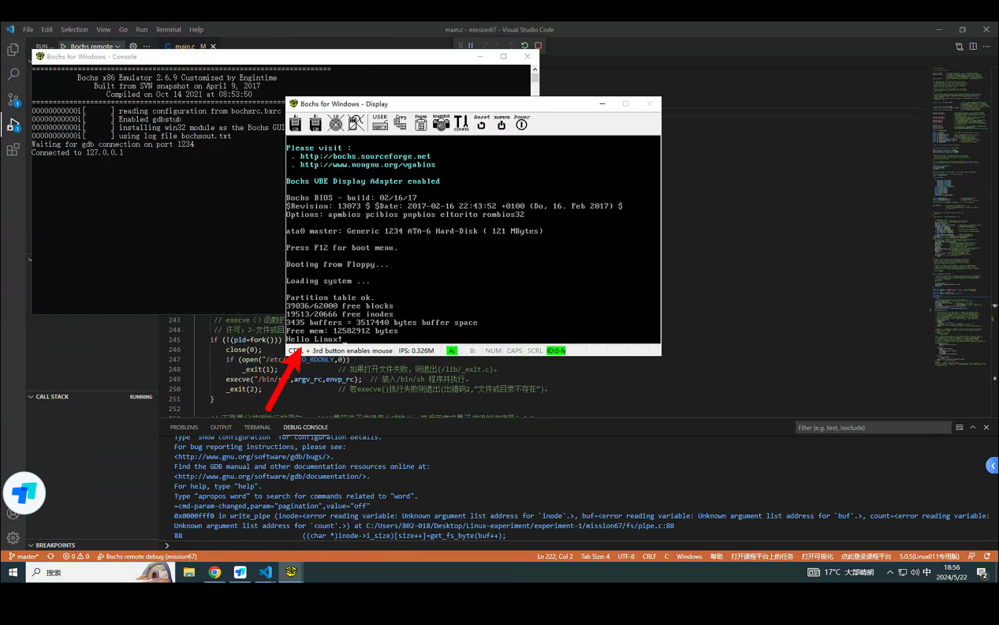 File Edit Selection View Go Run Terminal Help
main.c - mission67 - Visual Studio Code
RUN ... Bochs remote
main.c M
Bochs for Windows - Console
Bochs x86 Emulator 2.6.9 Customized by Engintime
Built from SVN snapshot on April 9, 2017
Compiled on Oct 14 2021 at 08:53:50
00000000000i[      ] reading configuration from bochsrc.bxrc
00000000000i[      ] Enabled gdbstub
00000000000i[      ] installing win32 module as the Bochs GUI
00000000000i[      ] using log file bochsout.txt
Waiting for gdb connection on port 1234
Connected to 127.0.0.1
Bochs for Windows - Display
A: B: USER Copy Paste snapshot CONFIG Reset SUSPEND Power
Please visit :
. http://bochs.sourceforge.net
. http://www.nongnu.org/vgabios
Bochs VBE Display Adapter enabled
Bochs BIOS - build: 02/16/17
$Revision: 13073 $ $Date: 2017-02-16 22:43:52 +0100 (Do, 16. Feb 2017) $
Options: apmbios pcibios pnpbios eltorito rombios32
ata0 master: Generic 1234 ATA-6 Hard-Disk ( 121 MBytes)
Press F12 for boot menu.
Booting from Floppy...
Loading system ...
Partition table ok.
39036/62000 free blocks
19513/20666 free inodes
3435 buffers = 3517440 bytes buffer space
Free mem: 12582912 bytes
Hello Linux!_
+ 3rd button enables mouse IPS: 0.326M A: B: NUM CAPS SCRL
243 // execve（）函数的
244 // 许可；2-文件或目
245 if (!(pid=fork()))
246 close(0);
247 if (open("/etc/ O_RDONLY,0))
248 _exit(1); // 如果打开文件失败，则退出(/lib/_exit.c)。
249 execve("/bin/s ",argv_rc,envp_rc); // 装入/bin/sh 程序并执行。
250 _exit(2); // 若execve()执行失败则退出(出错码2,“文件或目录不存在”)。
251 }
252
CALL STACK RUNNING
PROBLEMS OUTPUT TERMINAL DEBUG CONSOLE
Filter (e.g. text, !exclude)
Type "show configuration" for configuration details.
For bug reporting instructions, please see:
<http://www.gnu.org/software/gdb/bugs/>.
Find the GDB manual and other documentation resources online at:
<http://www.gnu.org/software/gdb/documentation/>.
For help, type "help".
Type "apropos word" to search for commands related to "word".
=cmd-param-changed,param="pagination",value="off"
0x0000fff0 in write_pipe (inode=<error reading variable: Unknown argument list address for `inode'.>, buf=<error reading variable: Unknown argument list address for `buf'.>, count=<error reading variable:
Unknown argument list address for `count'.>) at C:/Users/802-018/Desktop/Linux-experiment/experiment-1/mission67/fs/pipe.c:88
88 ((char *)inode->i_size)[size++]=get_fs_byte(buf++);
BREAKPOINTS
master* 0 0 Bochs remote debug (mission67)
Ln 222, Col 2 Tab Size: 4 UTF-8 CRLF C Windows 帮助 打开课程平台上的任务 打开可视化 点此登录课程平台 5.0.5(Linux011专用版)
搜索
17°C 大部晴朗
中
18:56
2024/5/22
2